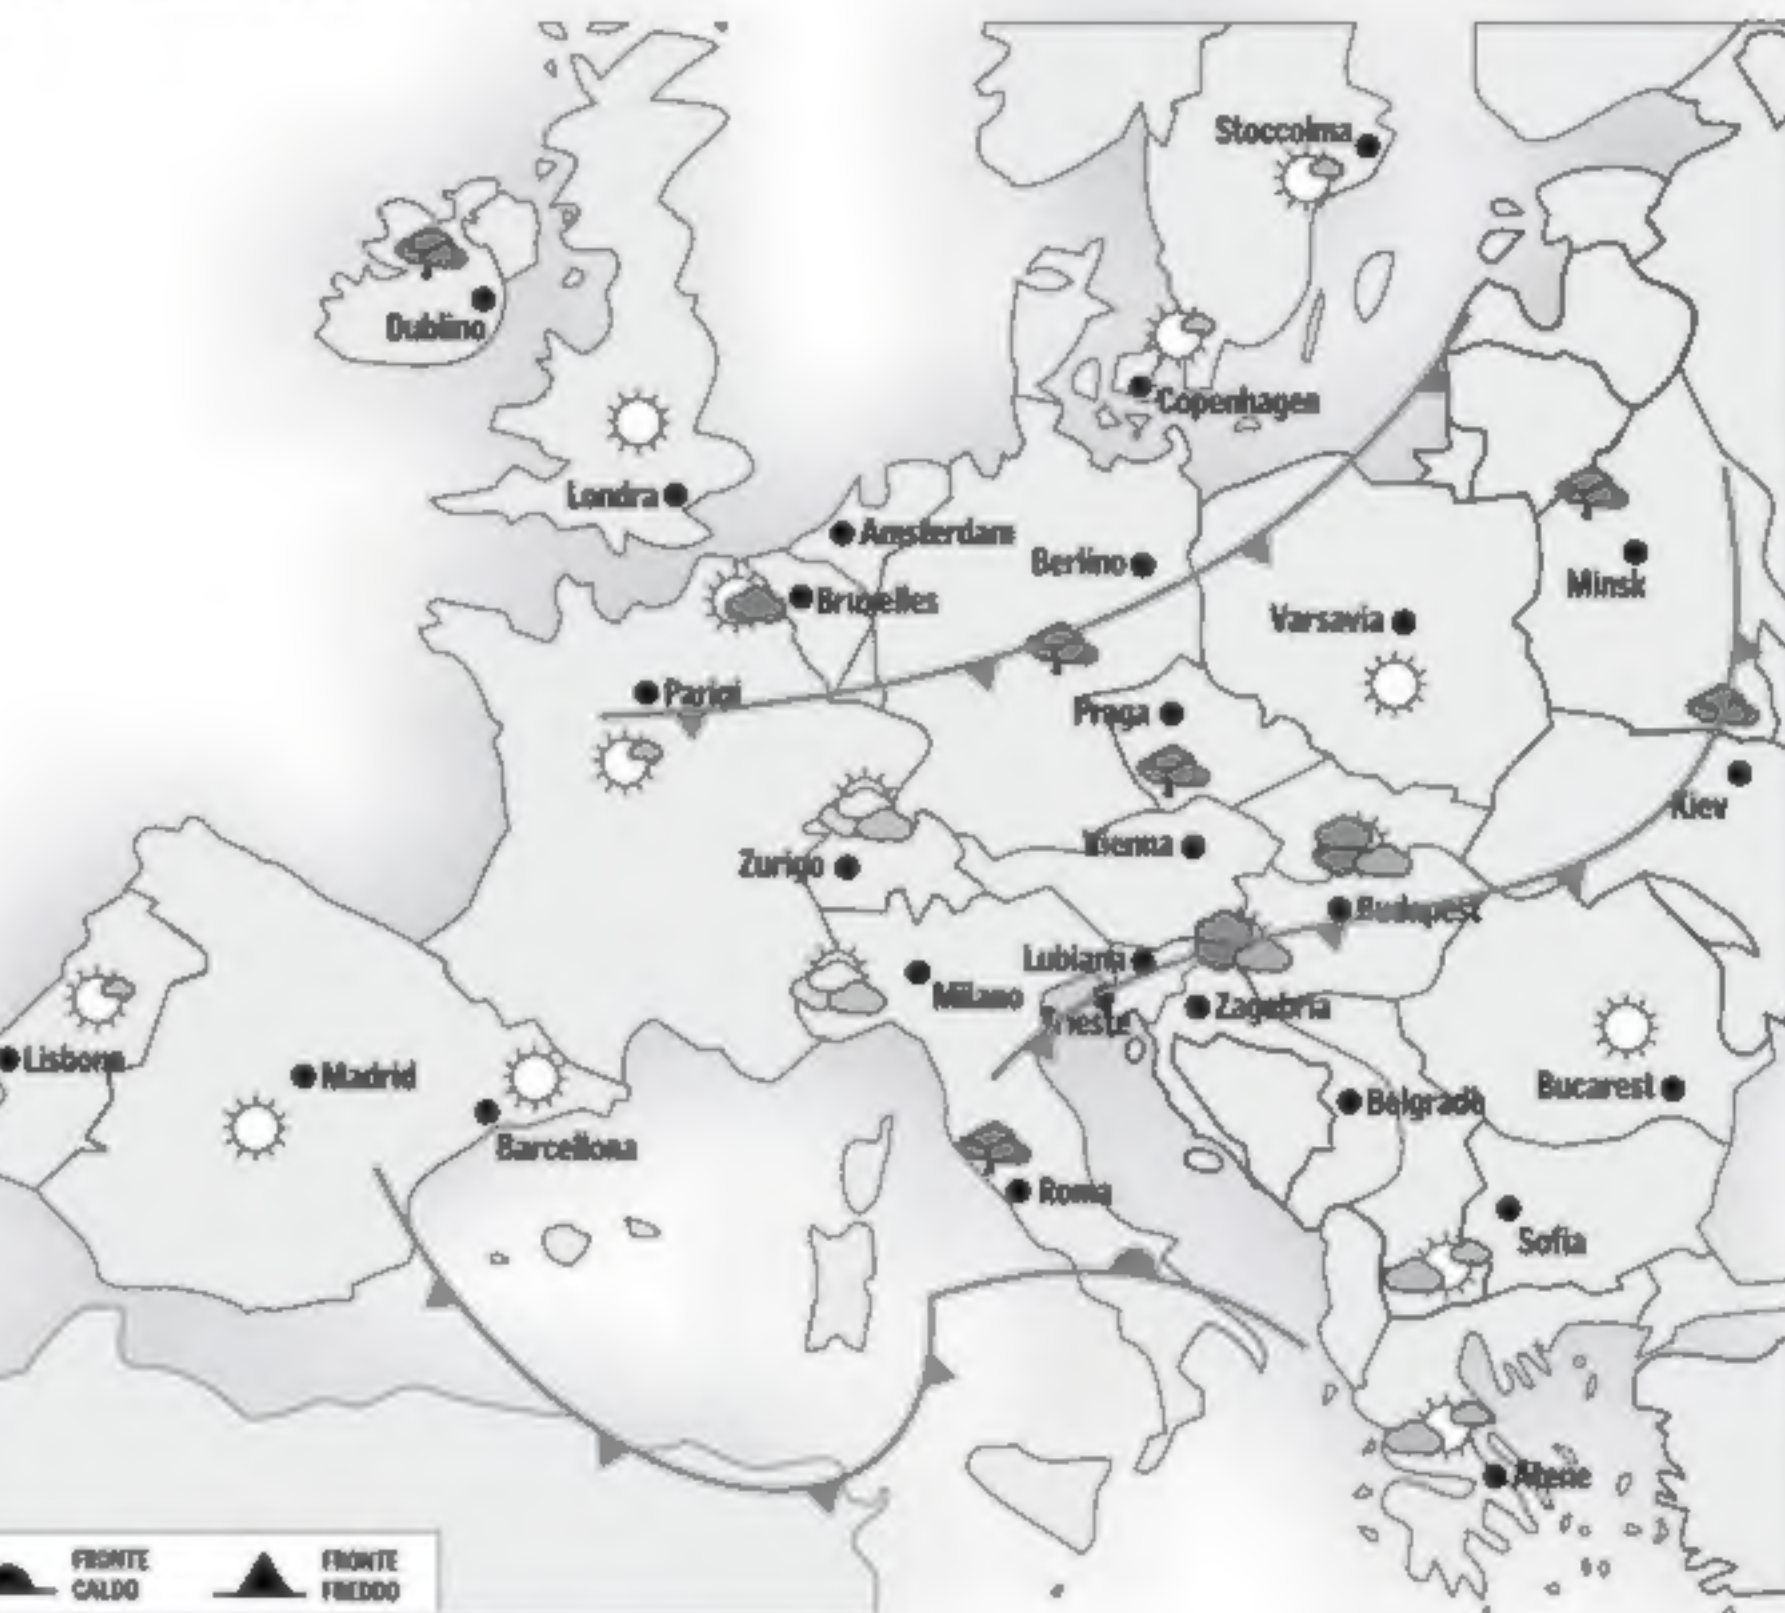 Stoccolma
Dublino
Copenhagen
Londra
Amsterdam
Berlino
Bruxelles
Minsk
Varsavia
Parigi
Praga
Kiev
Vienna
Zurigo
Budapest
Lubiana
Milano
Trieste
Zagabria
Lisbona
Madrid
Belgrado
Bucarest
Barcellona
Roma
Sofia
Atene
FRONTE
CALDO
FRONTE
FREDDO